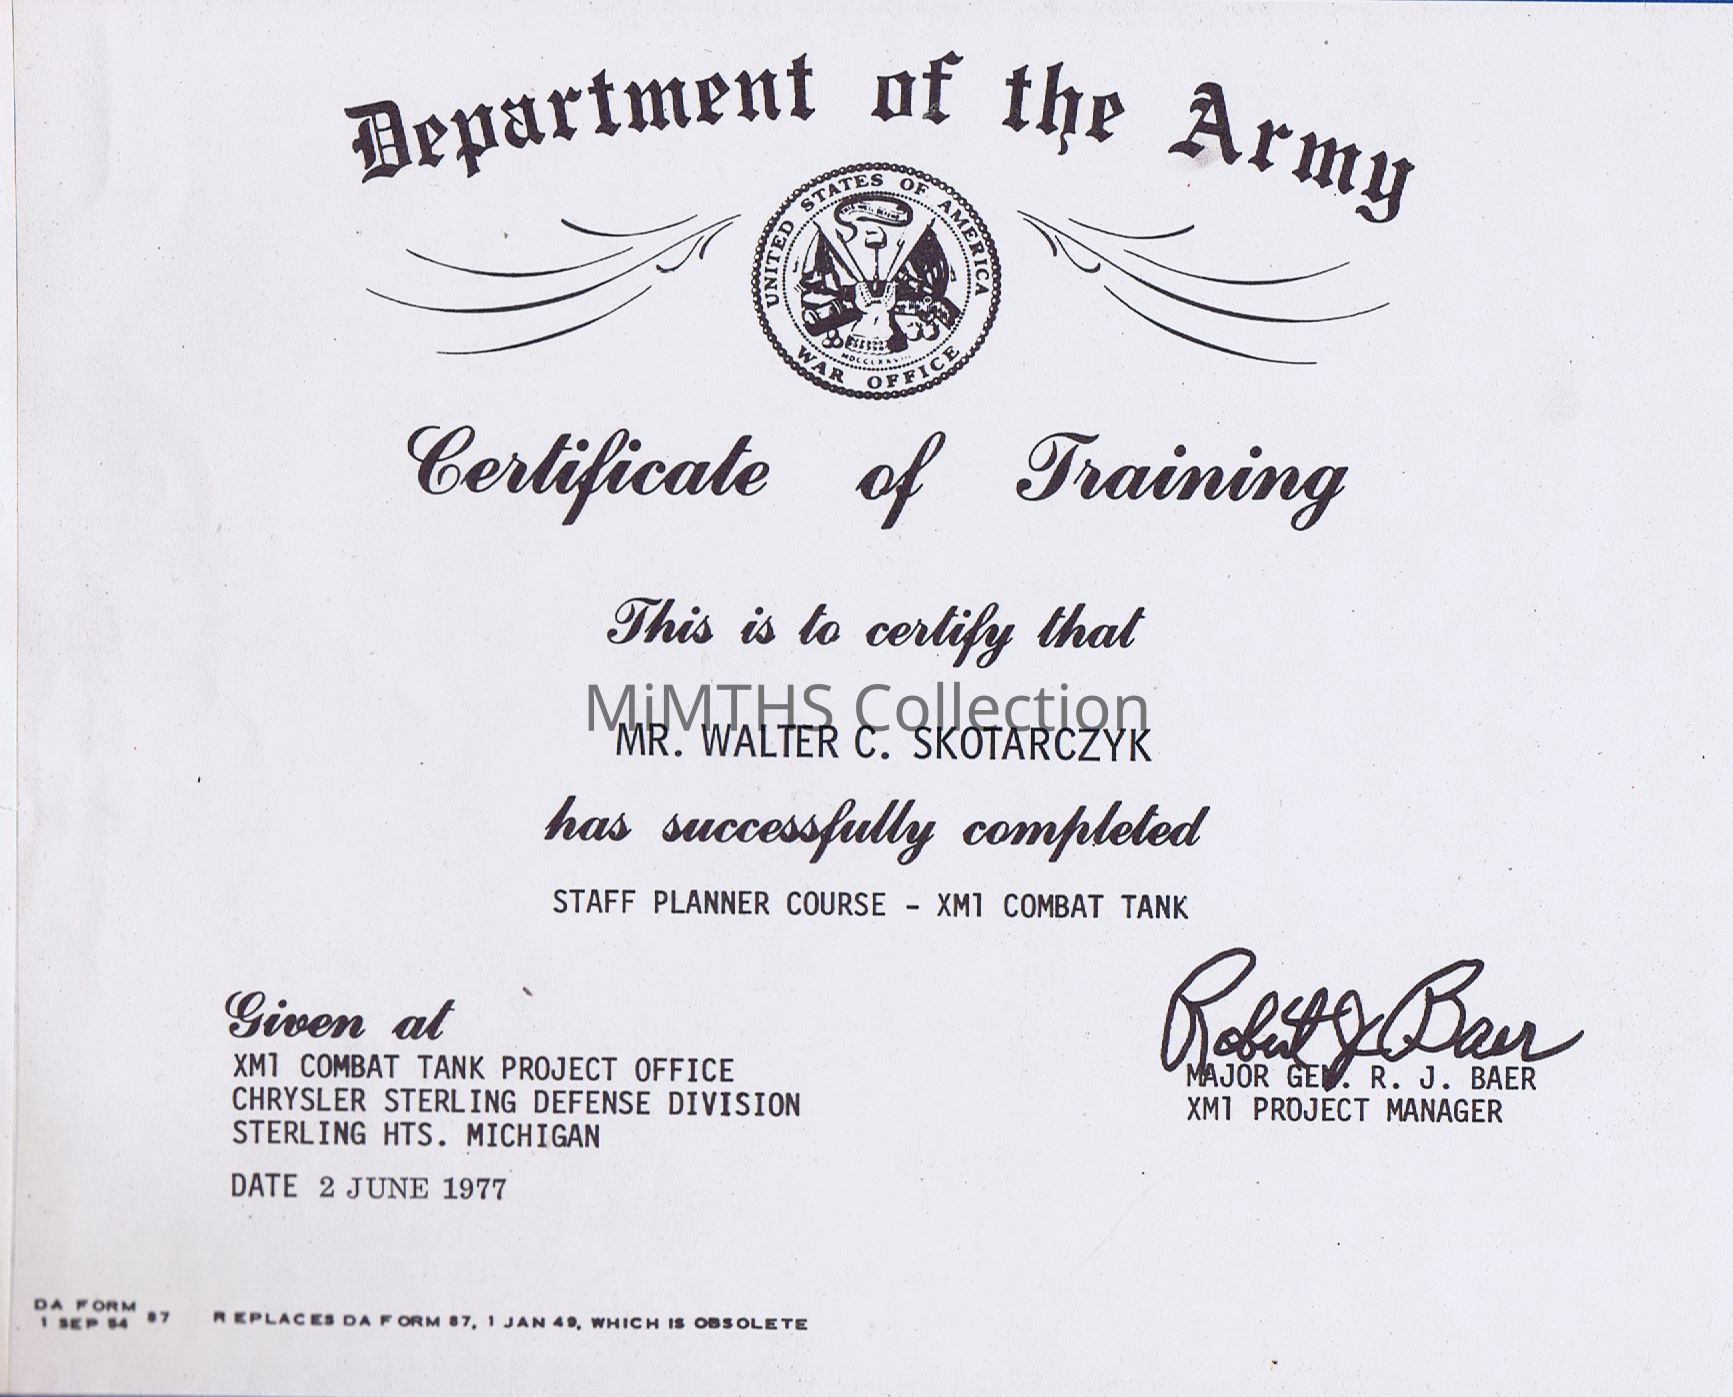 Department of the Army
UNITED STATES OF AMERICA
WAR OFFICE
Certificate of Training
This is to certify that
MiMTHS Collection
MR. WALTER C. SKOTARCZYK
has successfully completed
STAFF PLANNER COURSE - XM1 COMBAT TANK
Given at
XM1 COMBAT TANK PROJECT OFFICE
CHRYSLER STERLING DEFENSE DIVISION
STERLING HTS. MICHIGAN
DATE 2 JUNE 1977
Robert J Baer
MAJOR GEN. R. J. BAER
XM1 PROJECT MANAGER
DA FORM 87
1 SEP 54
REPLACES DA FORM 87, 1 JAN 49, WHICH IS OBSOLETE